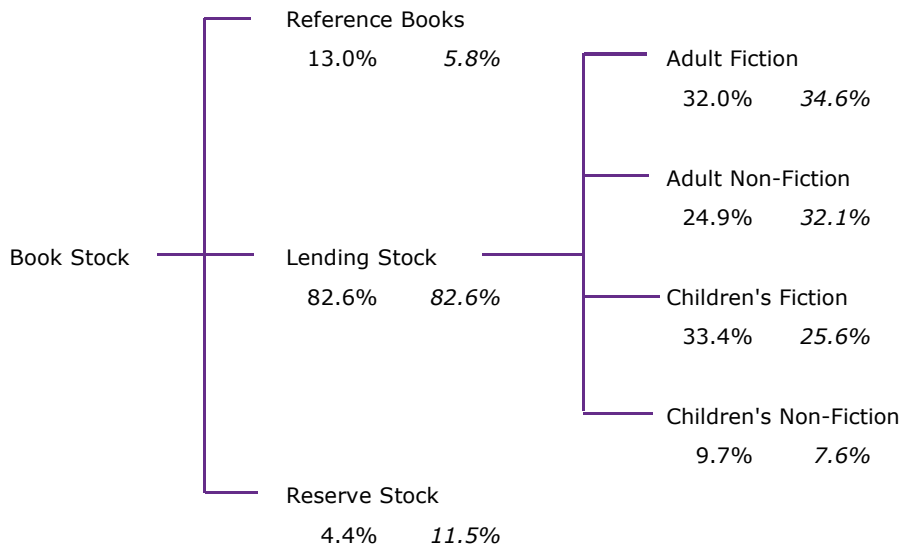 Reference Books
13.0% 5.8%
Adult Fiction
32.0% 34.6%
Adult Non-Fiction
24.9% 32.1%
Book Stock
Lending Stock
82.6% 82.6%
Children's Fiction
33.4% 25.6%
Children's Non-Fiction
9.7% 7.6%
Reserve Stock
4.4% 11.5%